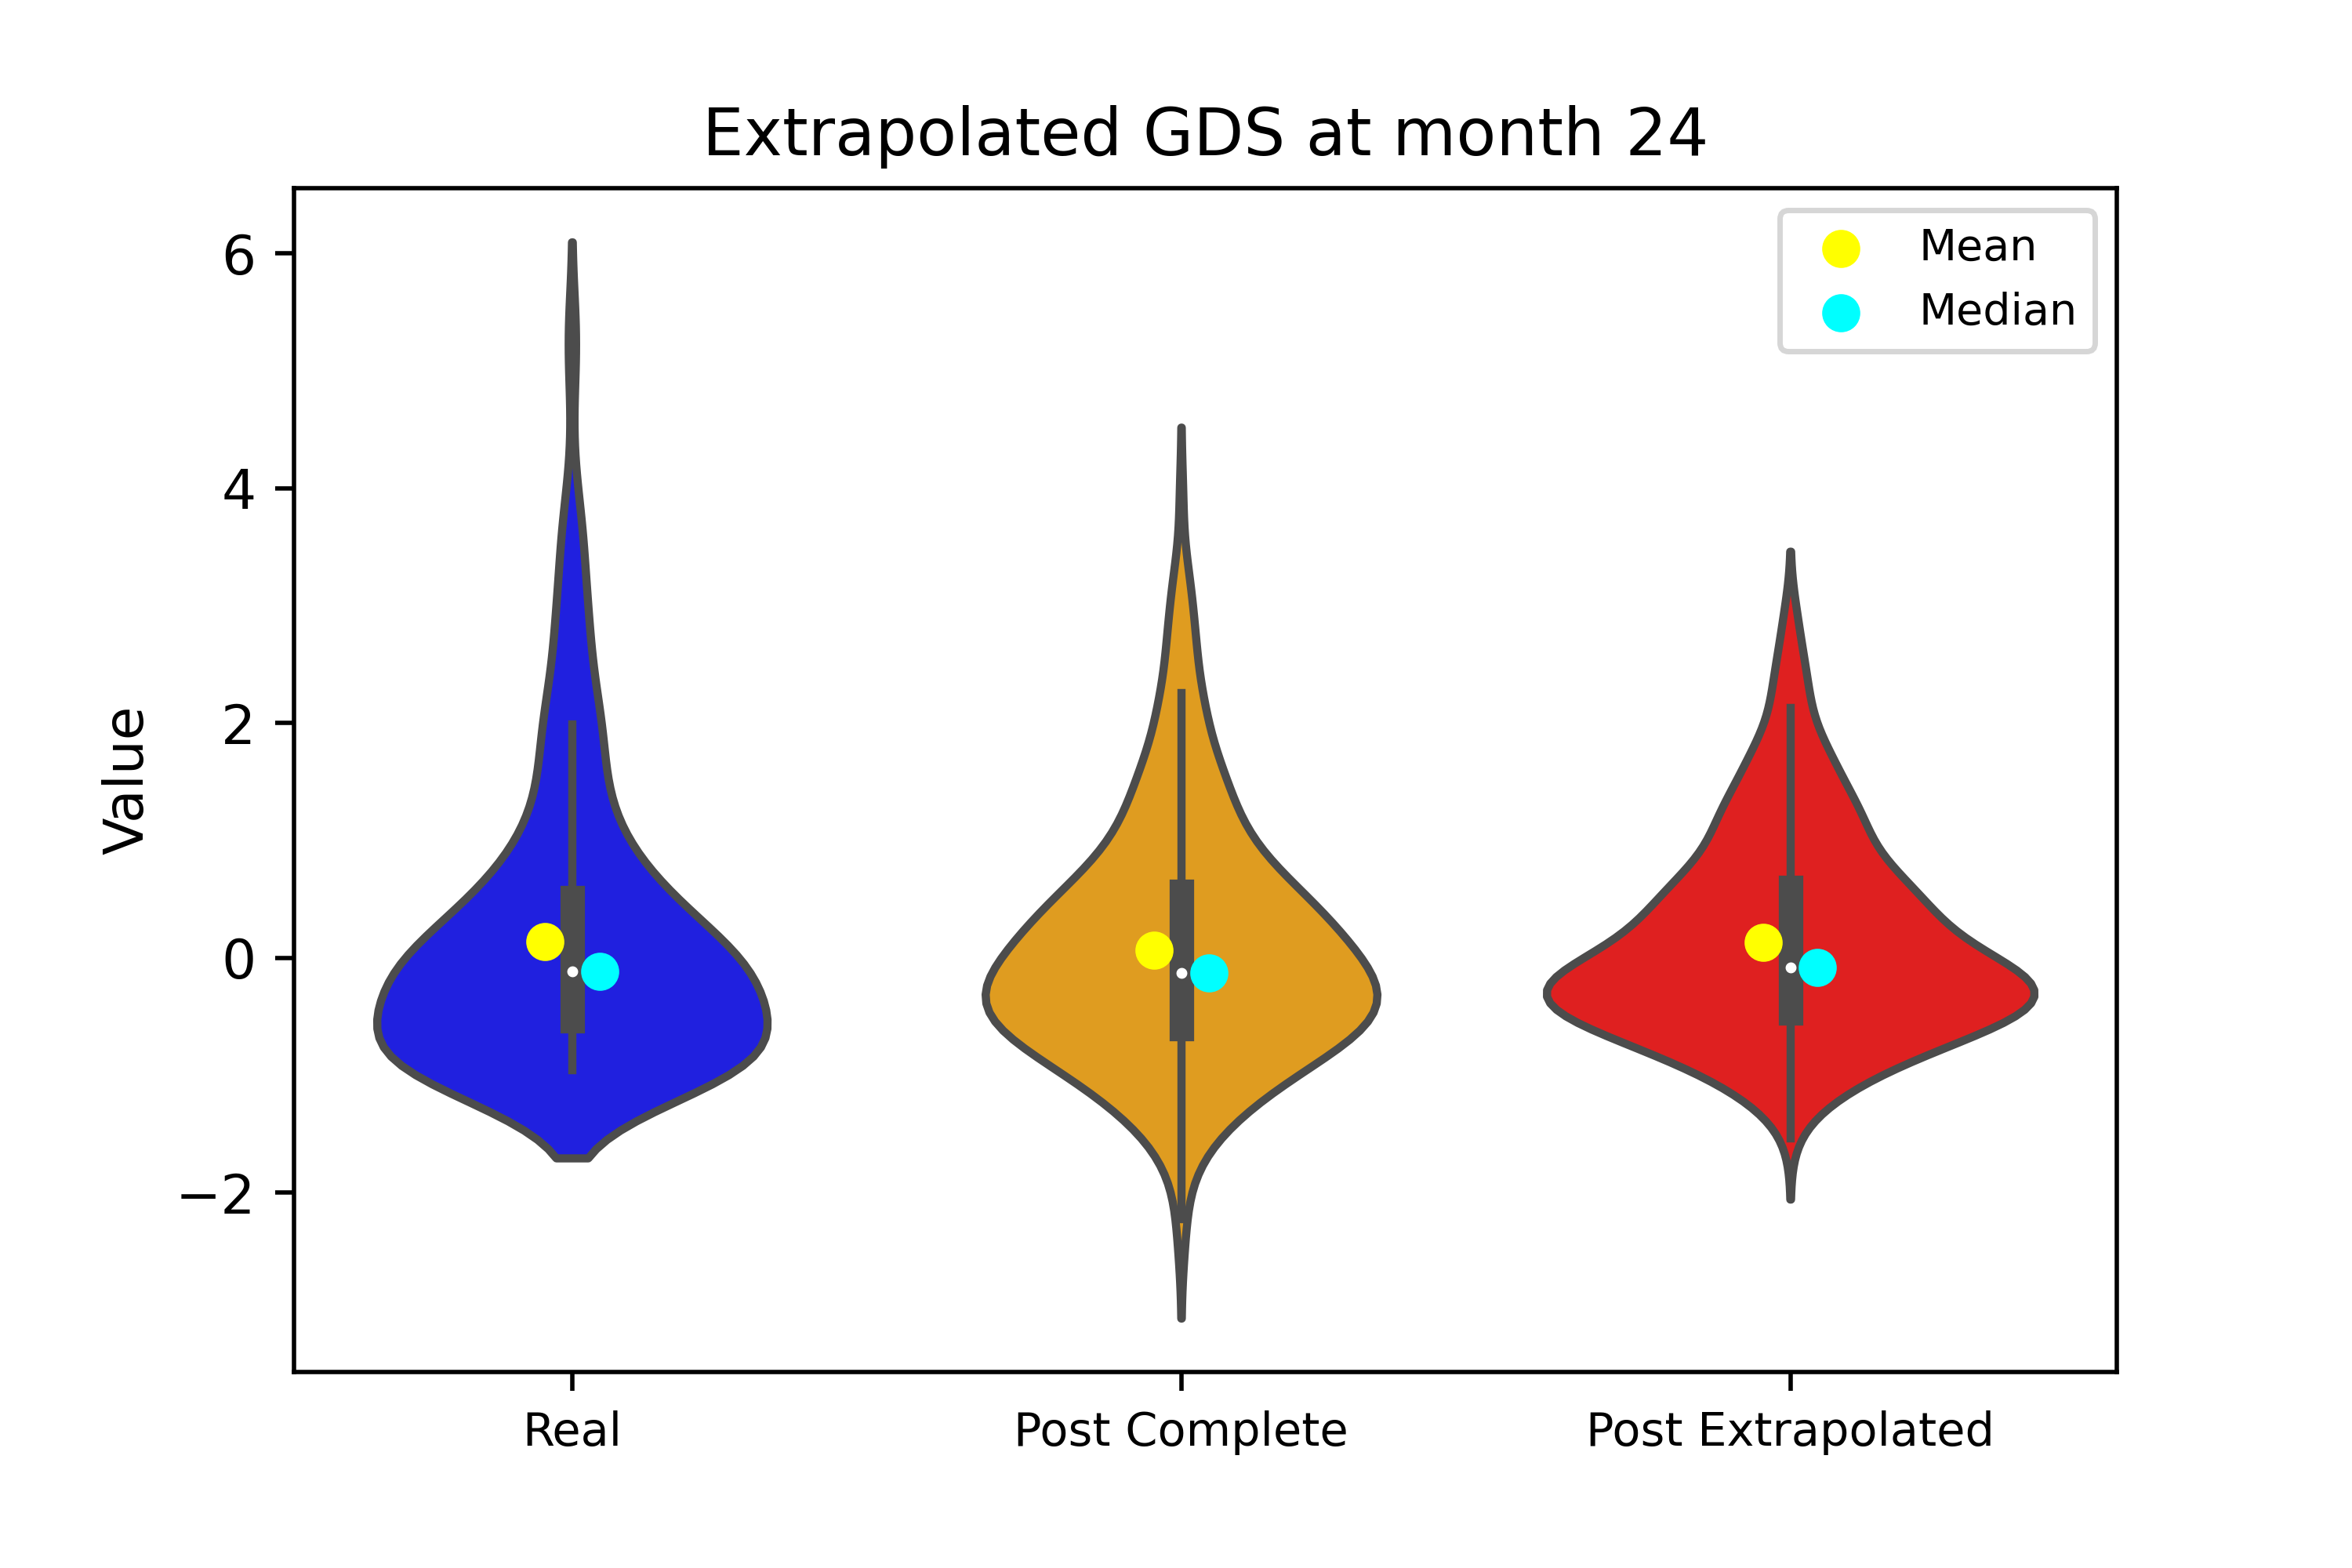 Extrapolated GDS at month 24
Mean
Median
6
4
2
0
−2
Value
Real
Post Complete
Post Extrapolated